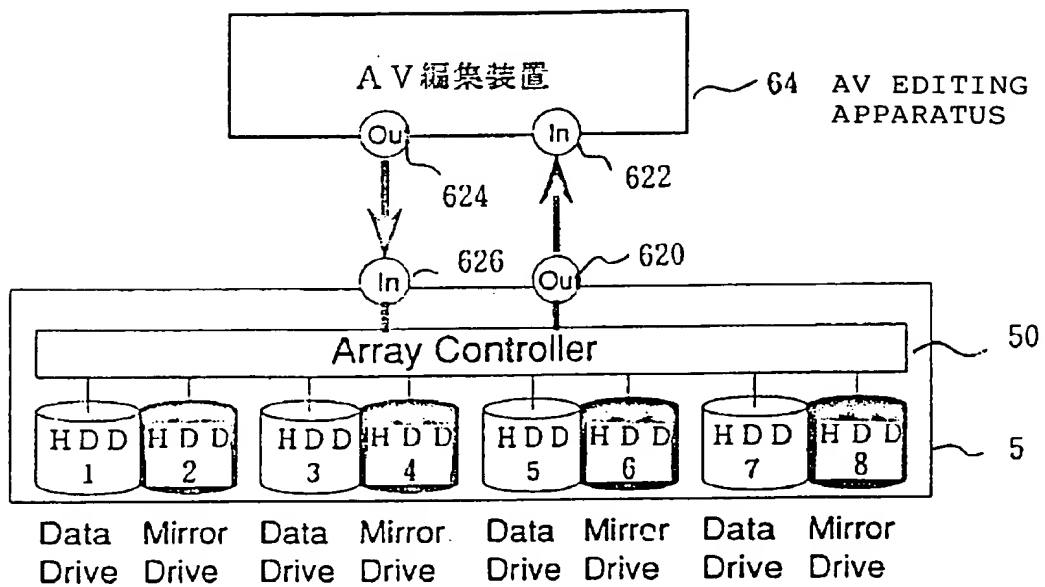 AV編集装置
64 AV EDITING
APPARATUS
Ou In
624 622
In 626 Ou 620
Array Controller
50
HDD HDD HDD HDD HDD HDD HDD HDD
1 2 3 4 5 6 7 8
5
Data Mirror Data Mirror Data Mirror Data Mirror
Drive Drive Drive Drive Drive Drive Drive Drive